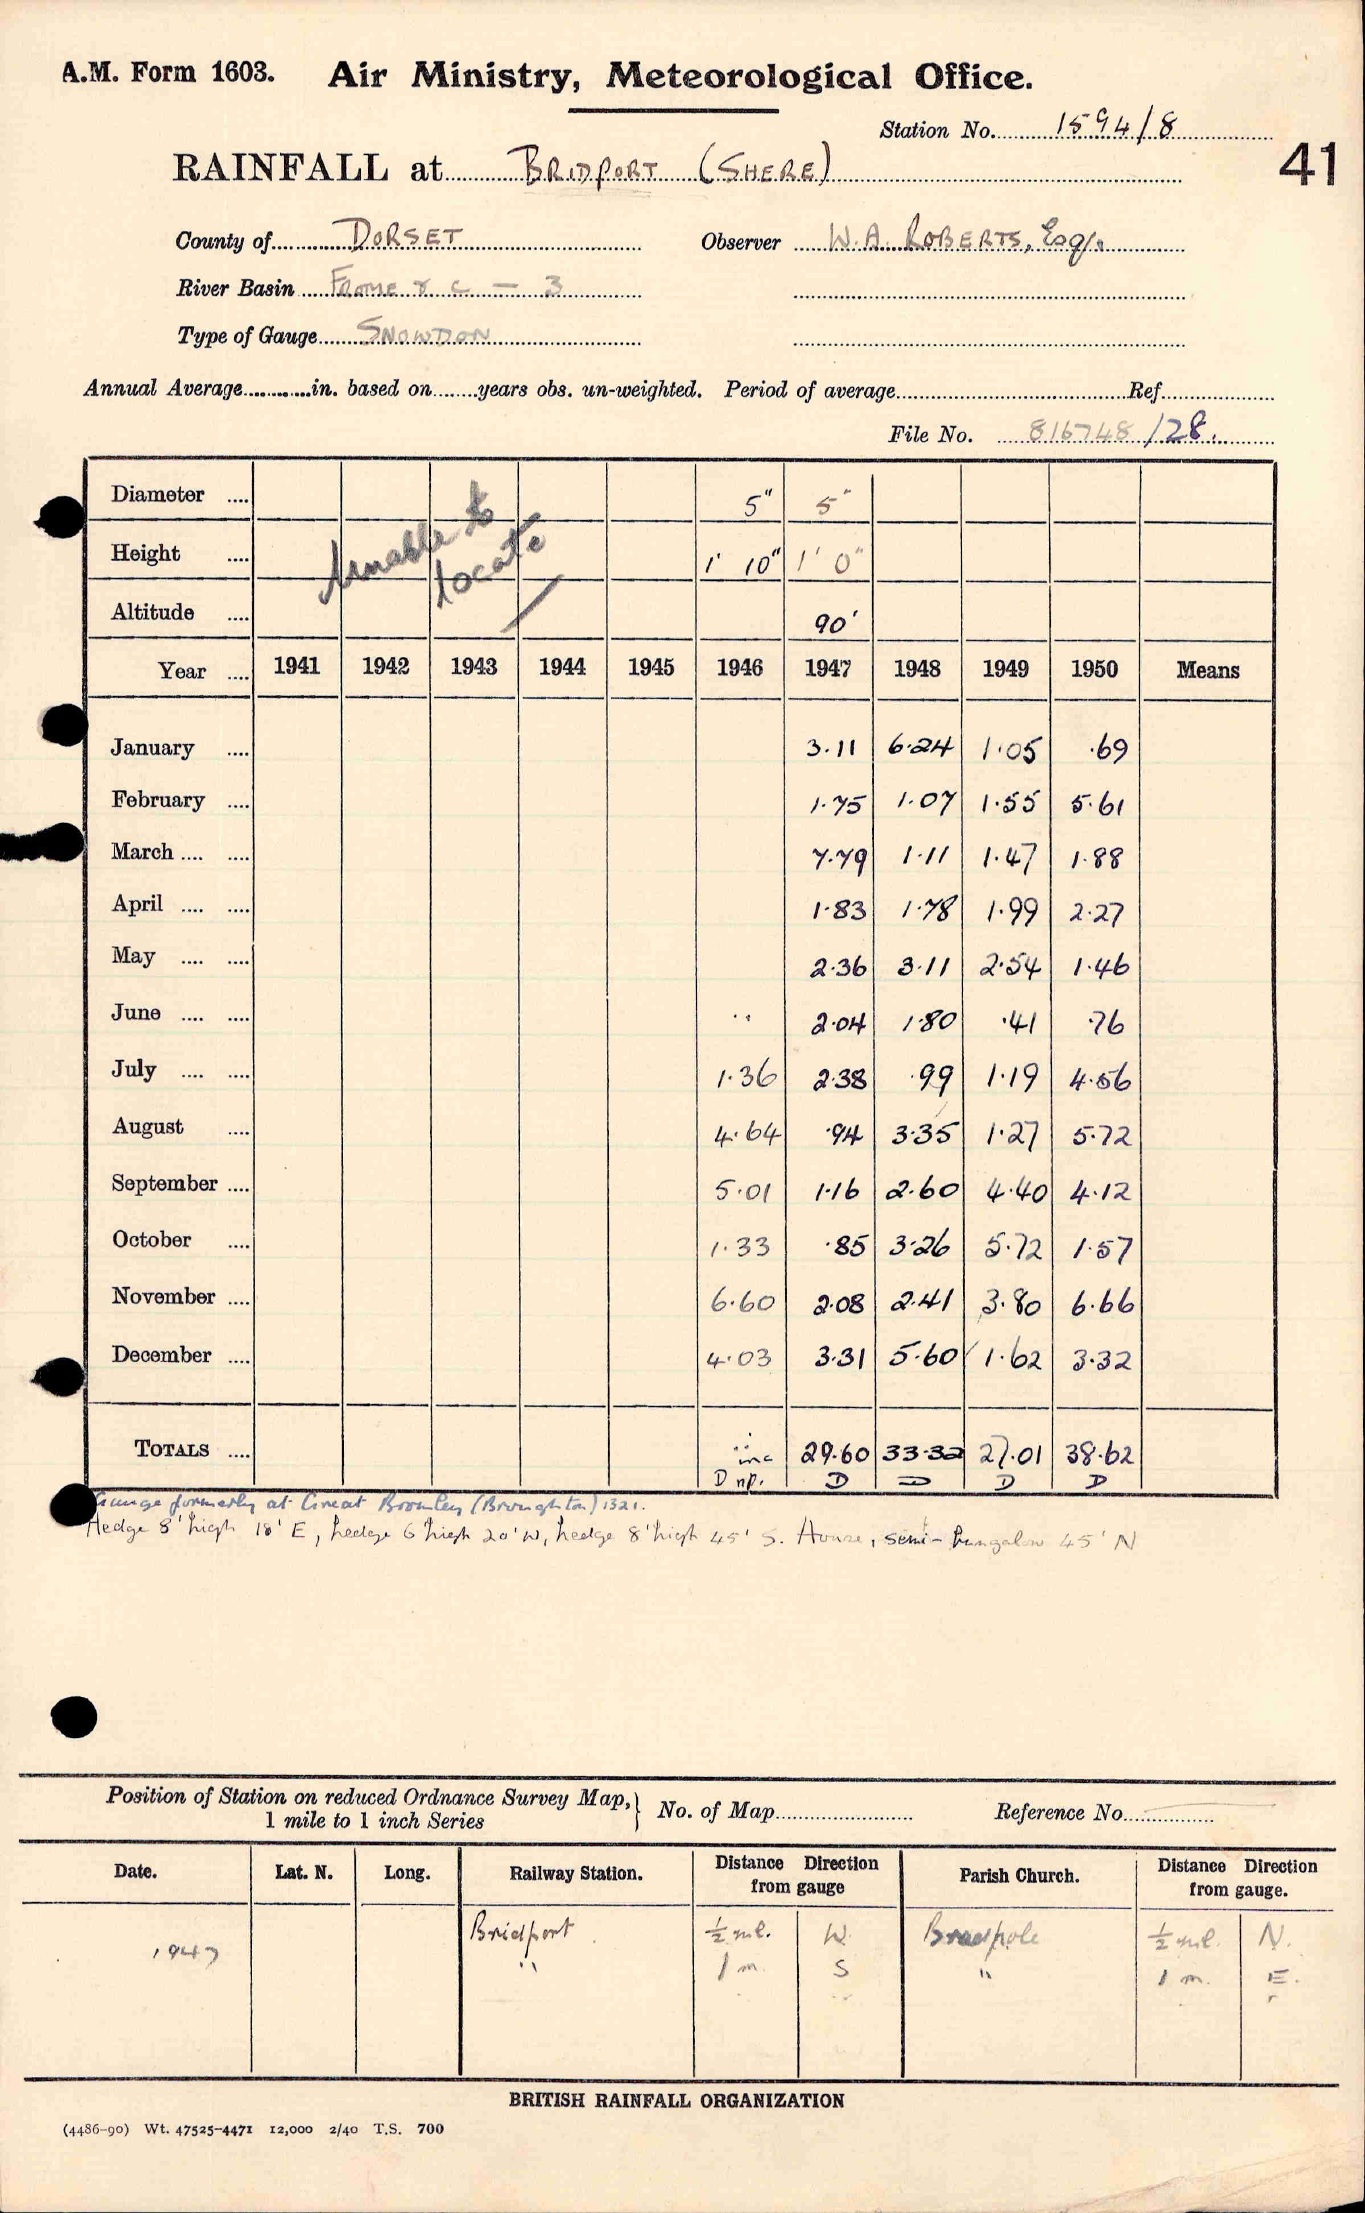 A.M. Form 1603. Air Ministry, Meteorological Office.
Station No. 1594/8
41
RAINFALL at BRIDPORT (SHERE)
County of DORSET Observer W.A. ROBERTS, Esq.
River Basin FROME & C — 3
Type of Gauge SNOWDON
Annual Average in. based on years obs. un-weighted. Period of average Ref.
File No. 816748/28.
Diameter .... 5" 5"
Unable to
locate
Height .... 1' 10" 1' 0"
Altitude .... 90'
Year .... 1941 1942 1943 1944 1945 1946 1947 1948 1949 1950 Means
January .... 3.11 6.24 1.05 .69
February .... 1.75 1.07 1.55 5.61
March .... .... 7.79 1.11 1.47 1.88
April .... .... 1.83 1.78 1.99 2.27
May .... .... 2.36 3.11 2.54 1.46
June .... .... .. 2.04 1.80 .41 .76
July .... .... 1.36 2.38 .99 1.19 4.56
August .... 4.64 .94 3.35 1.27 5.72
September .... 5.01 1.16 2.60 4.40 4.12
October .... 1.33 .85 3.26 5.72 1.57
November .... 6.60 2.08 2.41 3.80 6.66
December .... 4.03 3.31 5.60 1.62 3.32
TOTALS .... inc 29.60 33.32 27.01 38.62
D np. D D D D
Gauge formerly at Great Bromley (Broughton) 1321.
Hedge 8' high 18' E, hedge 6' high 20' W, hedge 8' high 45' S. House, semi-bungalow 45' N
Position of Station on reduced Ordnance Survey Map,} No. of Map Reference No.
1 mile to 1 inch Series
Date. Lat. N. Long. Railway Station. Distance Direction from gauge Parish Church. Distance Direction from gauge.
Bridport ½ ml. W. Bradpole ½ ml. N.
1947 " 1 m. S " 1 m. E.
BRITISH RAINFALL ORGANIZATION
(4486-90) Wt. 47525-4471 12,000 2/40 T.S. 700